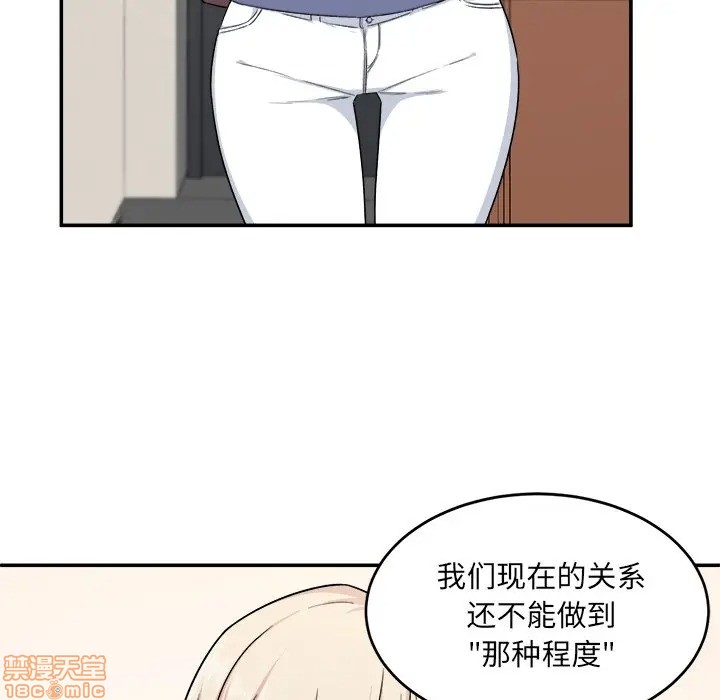 我们现在的关系
还不能做到
"那种程度"
禁漫天堂
18comic